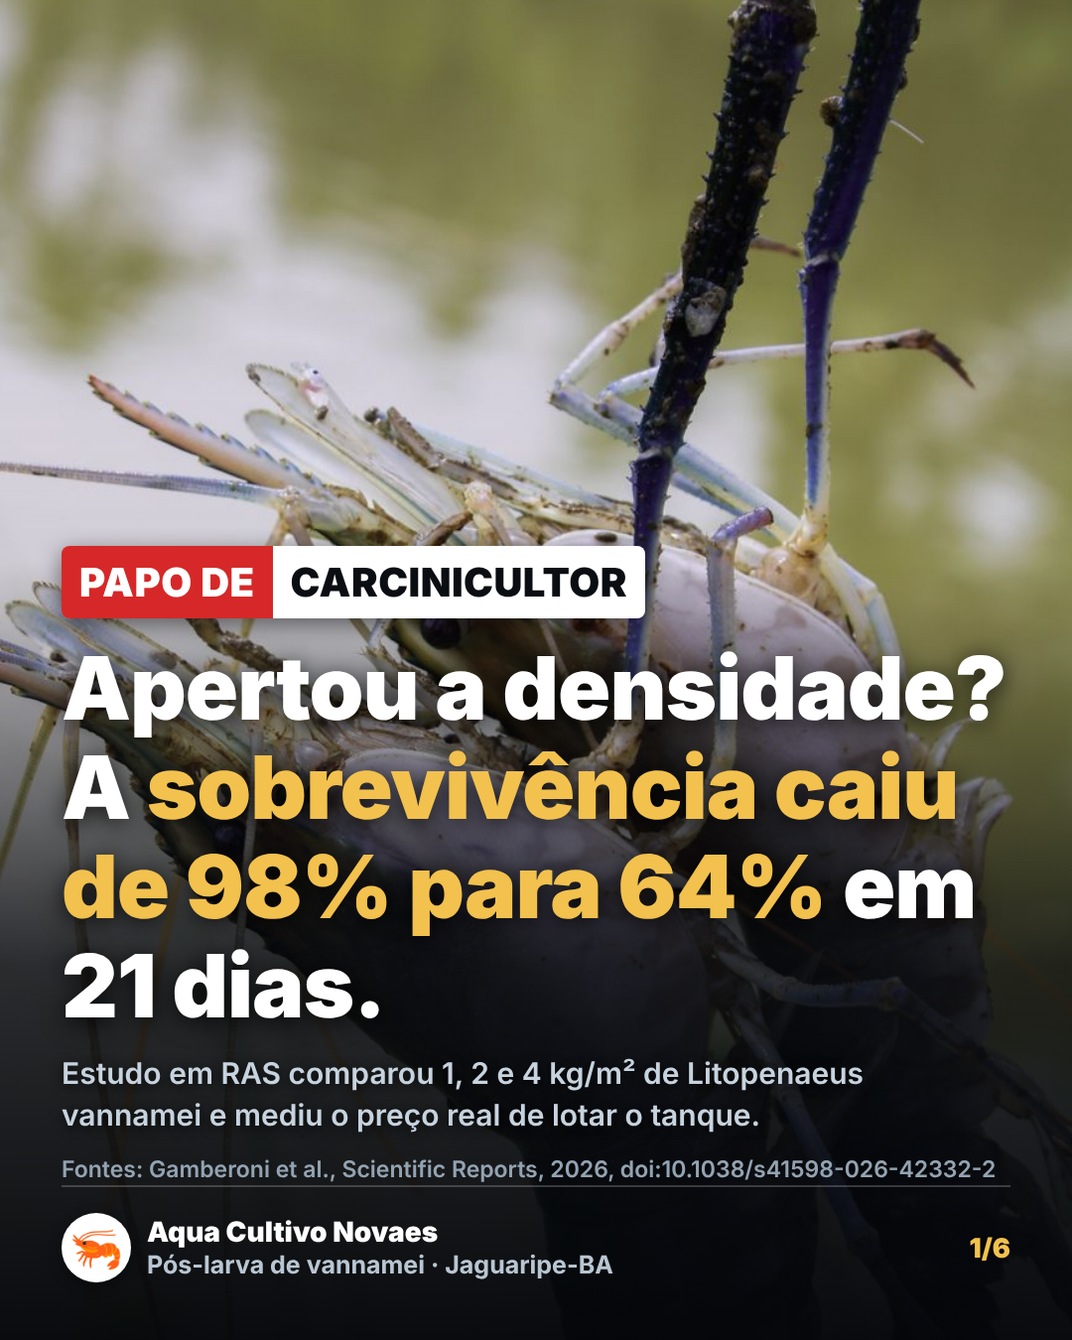 PAPO DE CARCINICULTOR
Apertou a densidade?
A sobrevivência caiu
de 98% para 64% em
21 dias.
Estudo em RAS comparou 1, 2 e 4 kg/m² de Litopenaeus
vannamei e mediu o preço real de lotar o tanque.
Fontes: Gamberoni et al., Scientific Reports, 2026, doi:10.1038/s41598-026-42332-2
Aqua Cultivo Novaes
Pós-larva de vannamei · Jaguaripe-BA
1/6